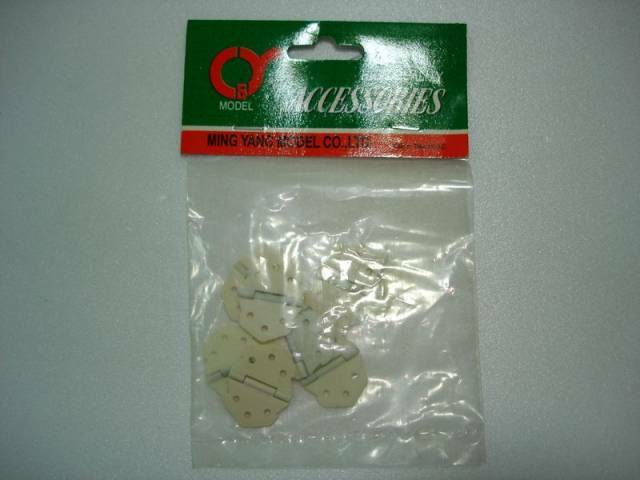 MODEL
ACCESSORIES
MING YANG MODEL CO.,LTD.